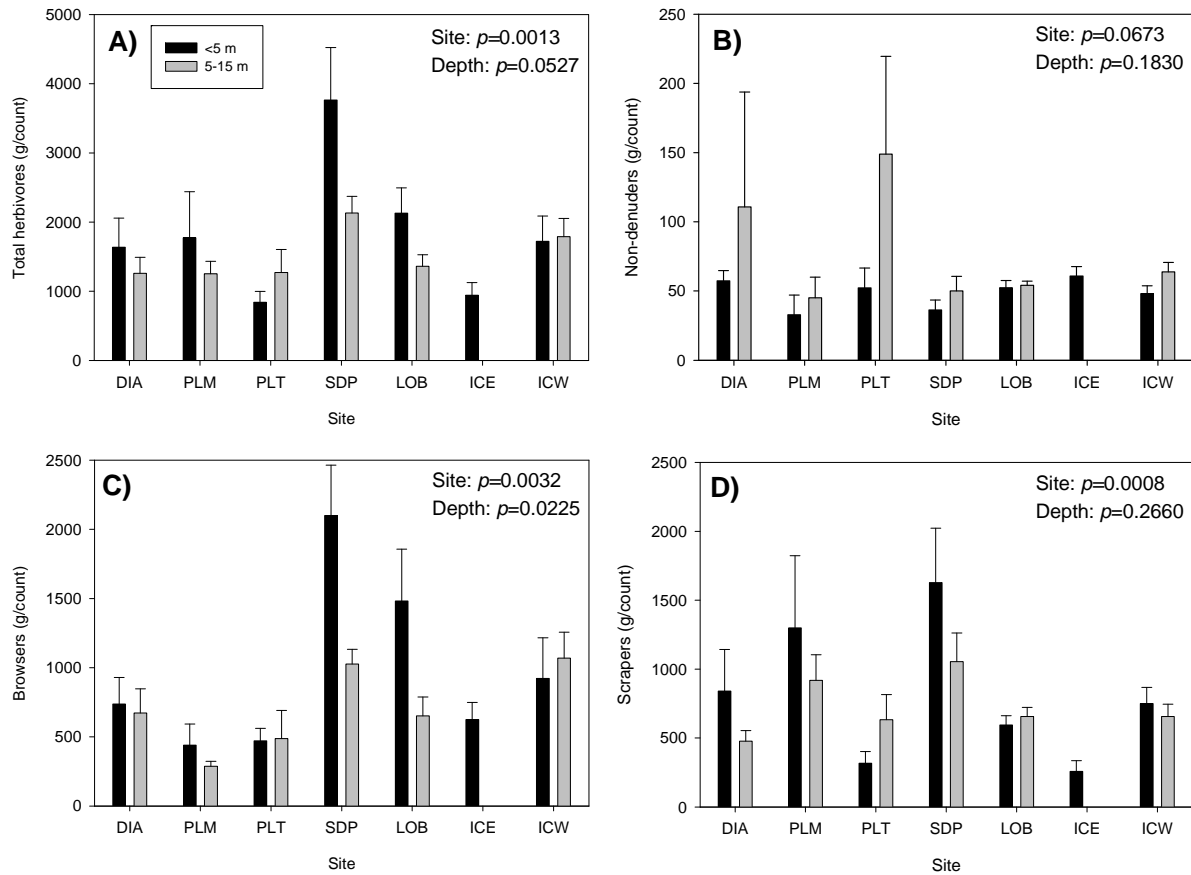 A)
<5 m
5-15 m
Site: p=0.0013
Depth: p=0.0527
Total herbivores (g/count)
5000
4000
3000
2000
1000
0
DIA PLM PLT SDP LOB ICE ICW
Site
B)
Site: p=0.0673
Depth: p=0.1830
Non-denuders (g/count)
250
200
150
100
50
0
DIA PLM PLT SDP LOB ICE ICW
Site
C)
Site: p=0.0032
Depth: p=0.0225
Browsers (g/count)
2500
2000
1500
1000
500
0
DIA PLM PLT SDP LOB ICE ICW
Site
D)
Site: p=0.0008
Depth: p=0.2660
Scrapers (g/count)
2500
2000
1500
1000
500
0
DIA PLM PLT SDP LOB ICE ICW
Site